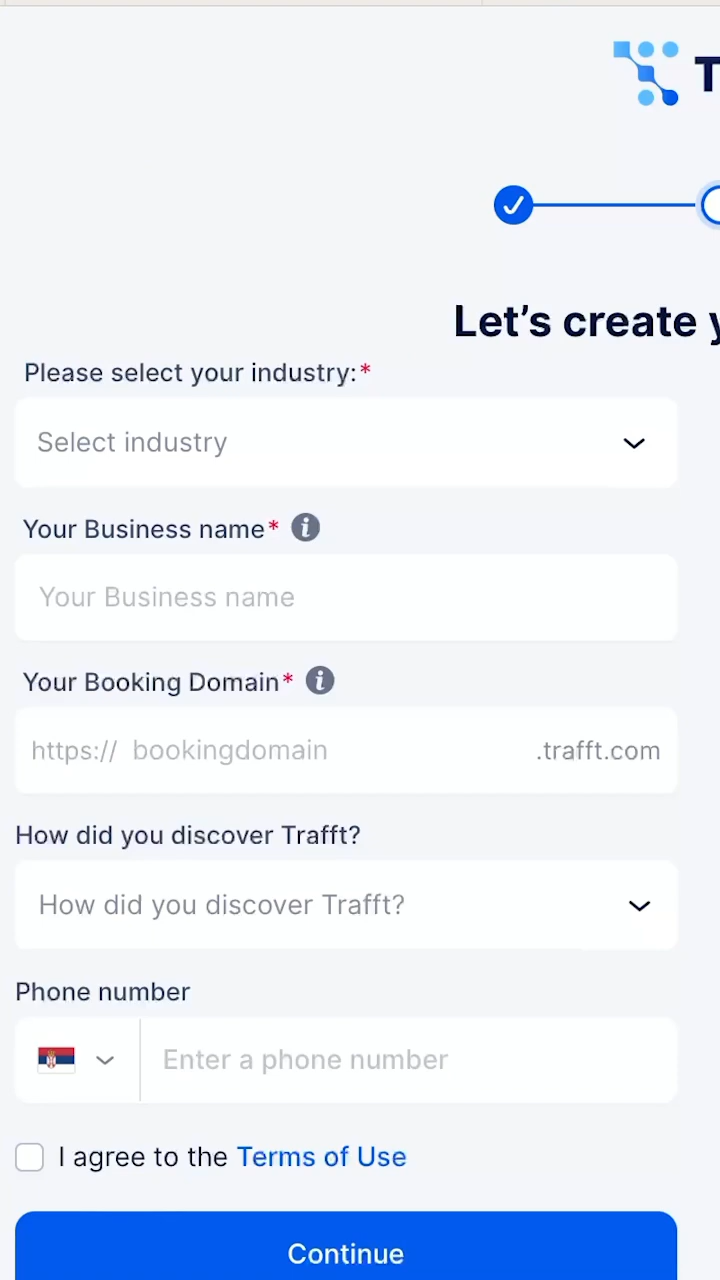 T
Let's create y
Please select your industry:*
Select industry
Your Business name*
Your Business name
Your Booking Domain*
https:// bookingdomain .trafft.com
How did you discover Trafft?
How did you discover Trafft?
Phone number
Enter a phone number
I agree to the Terms of Use
Continue